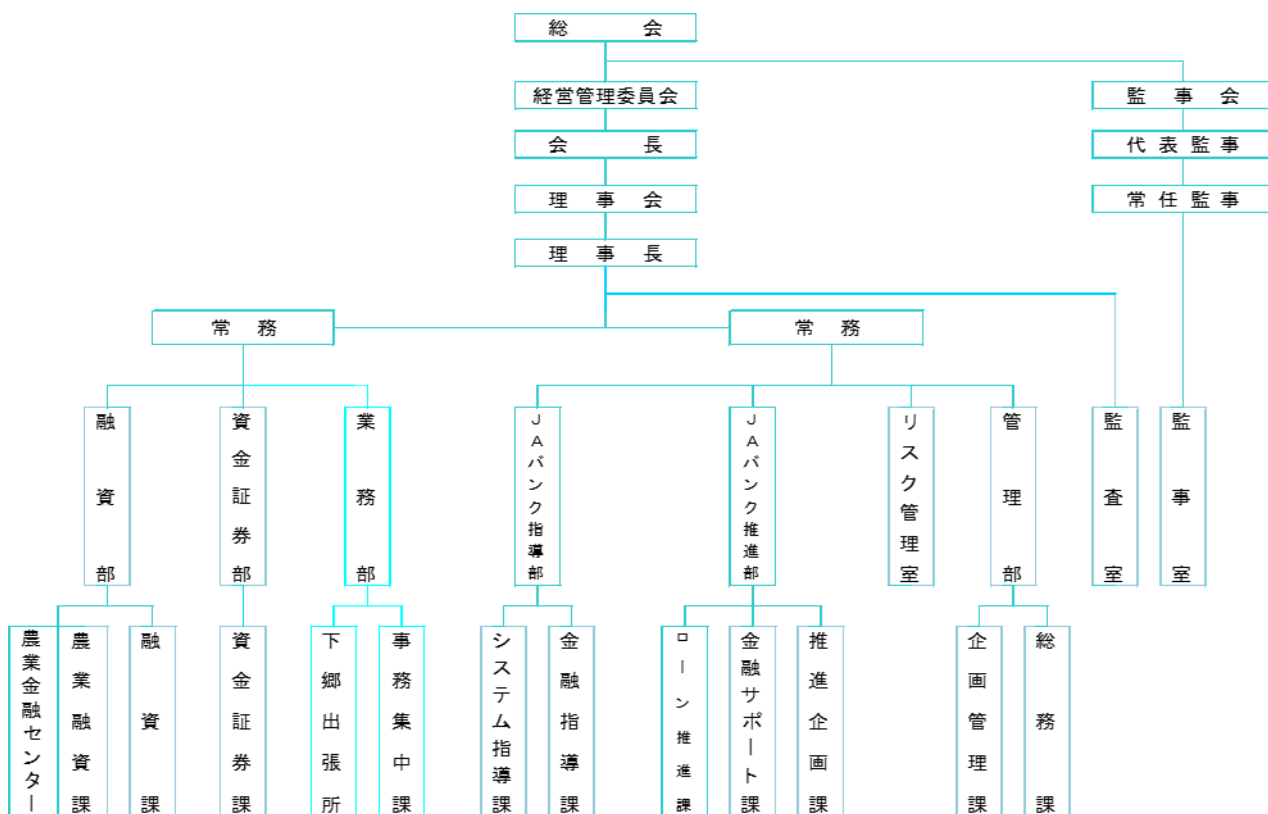 総会
経営管理委員会
監事会
会長
代表監事
理事会
常任監事
理事長
常務
常務
融資部
資金証券部
業務部
JAバンク指導部
JAバンク推進部
リスク管理室
管理部
監査室
監事室
農業金融センター
農業融資課
融資課
資金証券課
下郷出張所
事務集中課
システム指導課
金融指導課
ローン推進課
金融サポート課
推進企画課
企画管理課
総務課